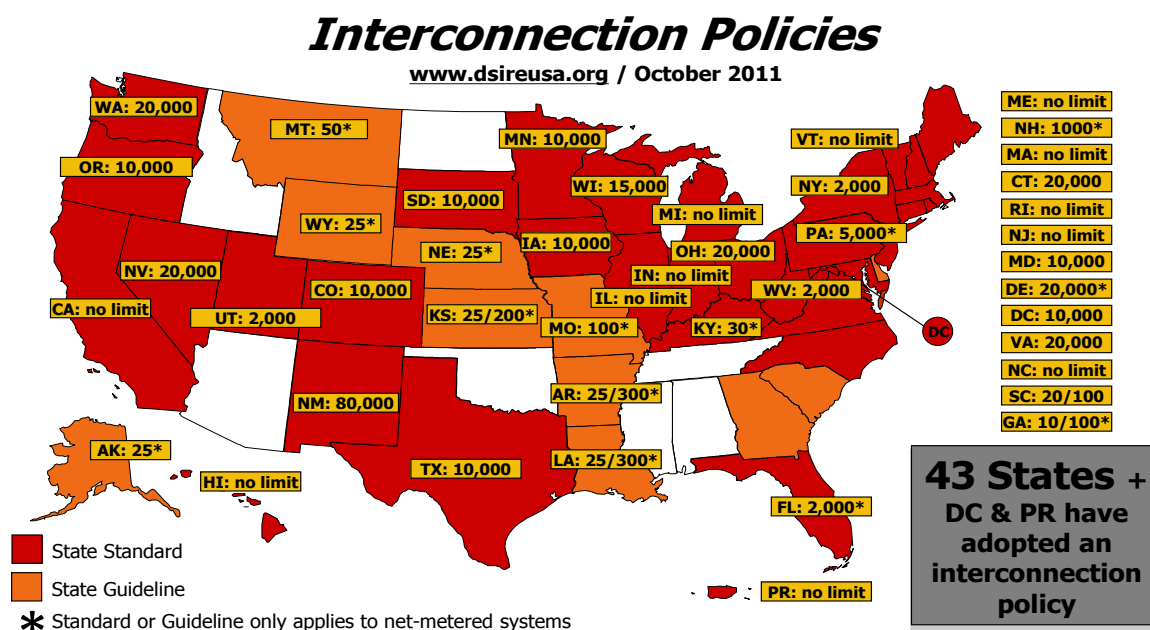 Interconnection Policies
www.dsireusa.org / October 2011
WA: 20,000
MT: 50*
MN: 10,000
VT: no limit
OR: 10,000
SD: 10,000
WI: 15,000
NY: 2,000
MI: no limit
WY: 25*
PA: 5,000*
NE: 25*
IA: 10,000
OH: 20,000
NV: 20,000
IN: no limit
CO: 10,000
WV: 2,000
CA: no limit
IL: no limit
UT: 2,000
KS: 25/200*
MO: 100*
KY: 30*
DC
NM: 80,000
AR: 25/300*
AK: 25*
LA: 25/300*
TX: 10,000
HI: no limit
FL: 2,000*
PR: no limit
ME: no limit
NH: 1000*
MA: no limit
CT: 20,000
RI: no limit
NJ: no limit
MD: 10,000
DE: 20,000*
DC: 10,000
VA: 20,000
NC: no limit
SC: 20/100
GA: 10/100*
43 States +
DC & PR have
adopted an
interconnection
policy
State Standard
State Guideline
* Standard or Guideline only applies to net-metered systems